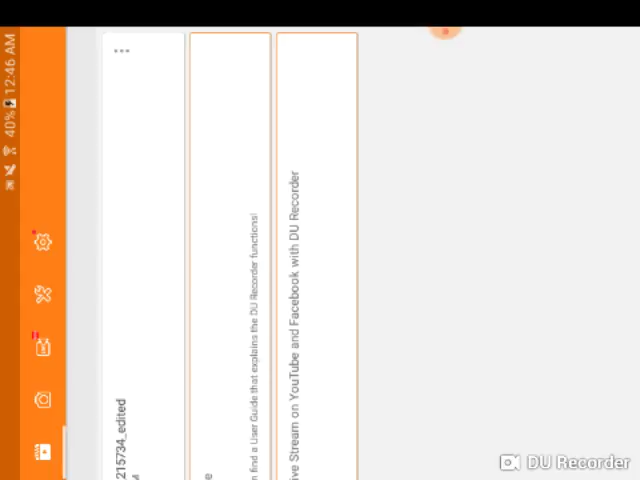 40% 12:46 AM
215734_edited
n find a User Guide that explains the DU Recorder functions!
ive Stream on YouTube and Facebook with DU Recorder
DU Recorder